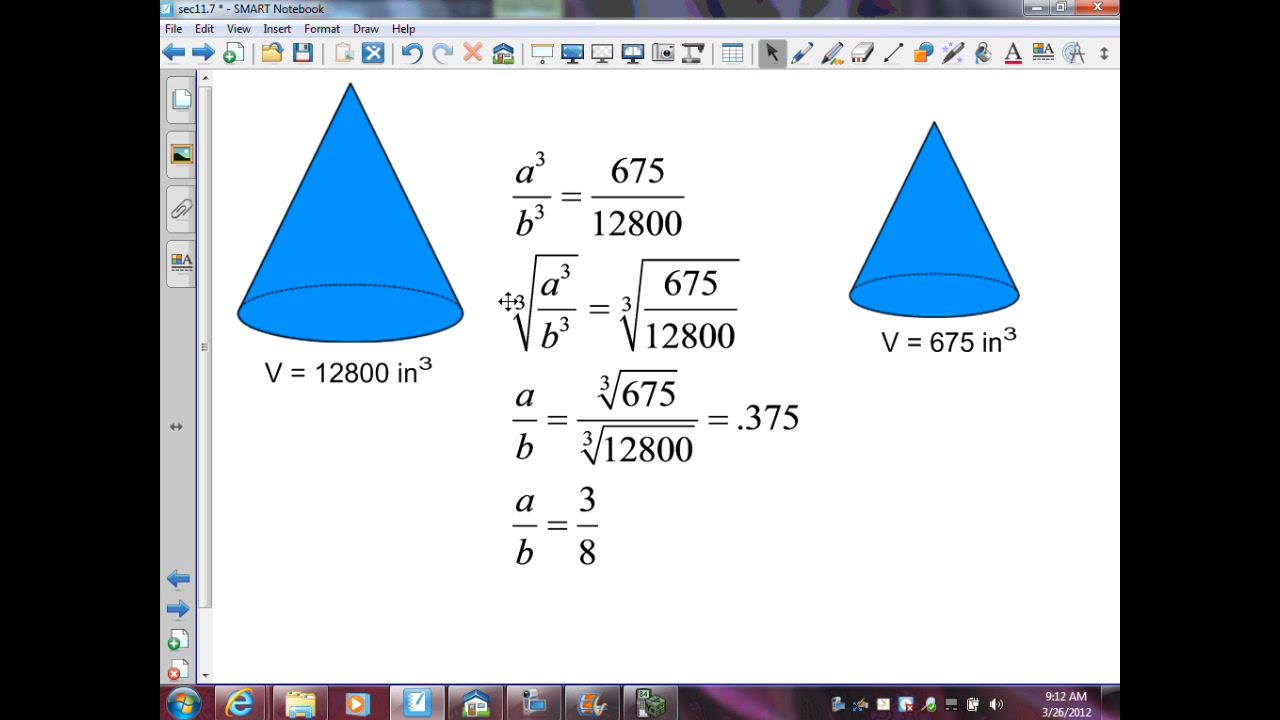 sec11.7 * - SMART Notebook
File Edit View Insert Format Draw Help
a³/b³ = 675/12800
∛(a³/b³) = ∛(675/12800)
a/b = ∛675/∛12800 = .375
a/b = 3/8
V = 12800 in³
V = 675 in³
9:12 AM
3/26/2012